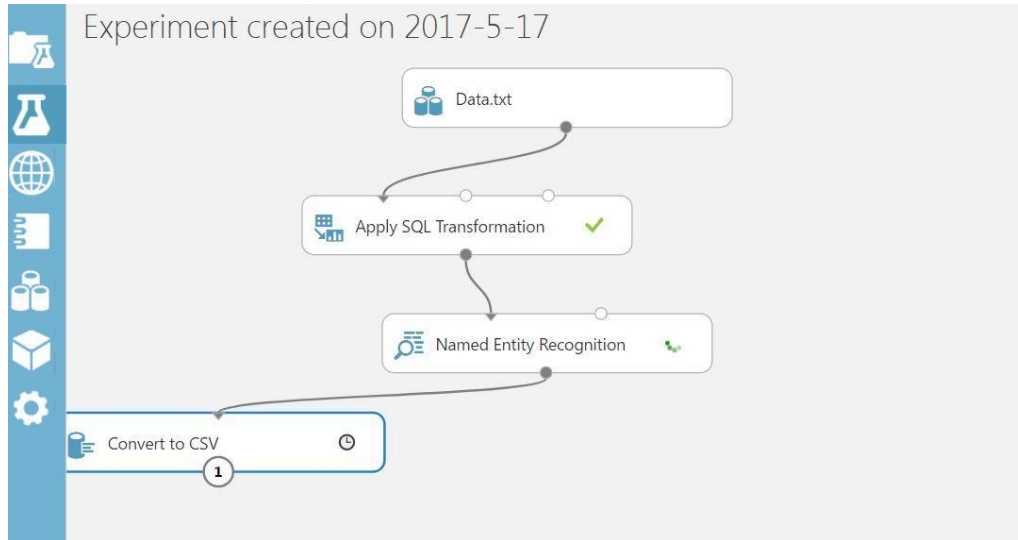 Experiment created on 2017-5-17
Data.txt
Apply SQL Transformation
Named Entity Recognition
Convert to CSV
1